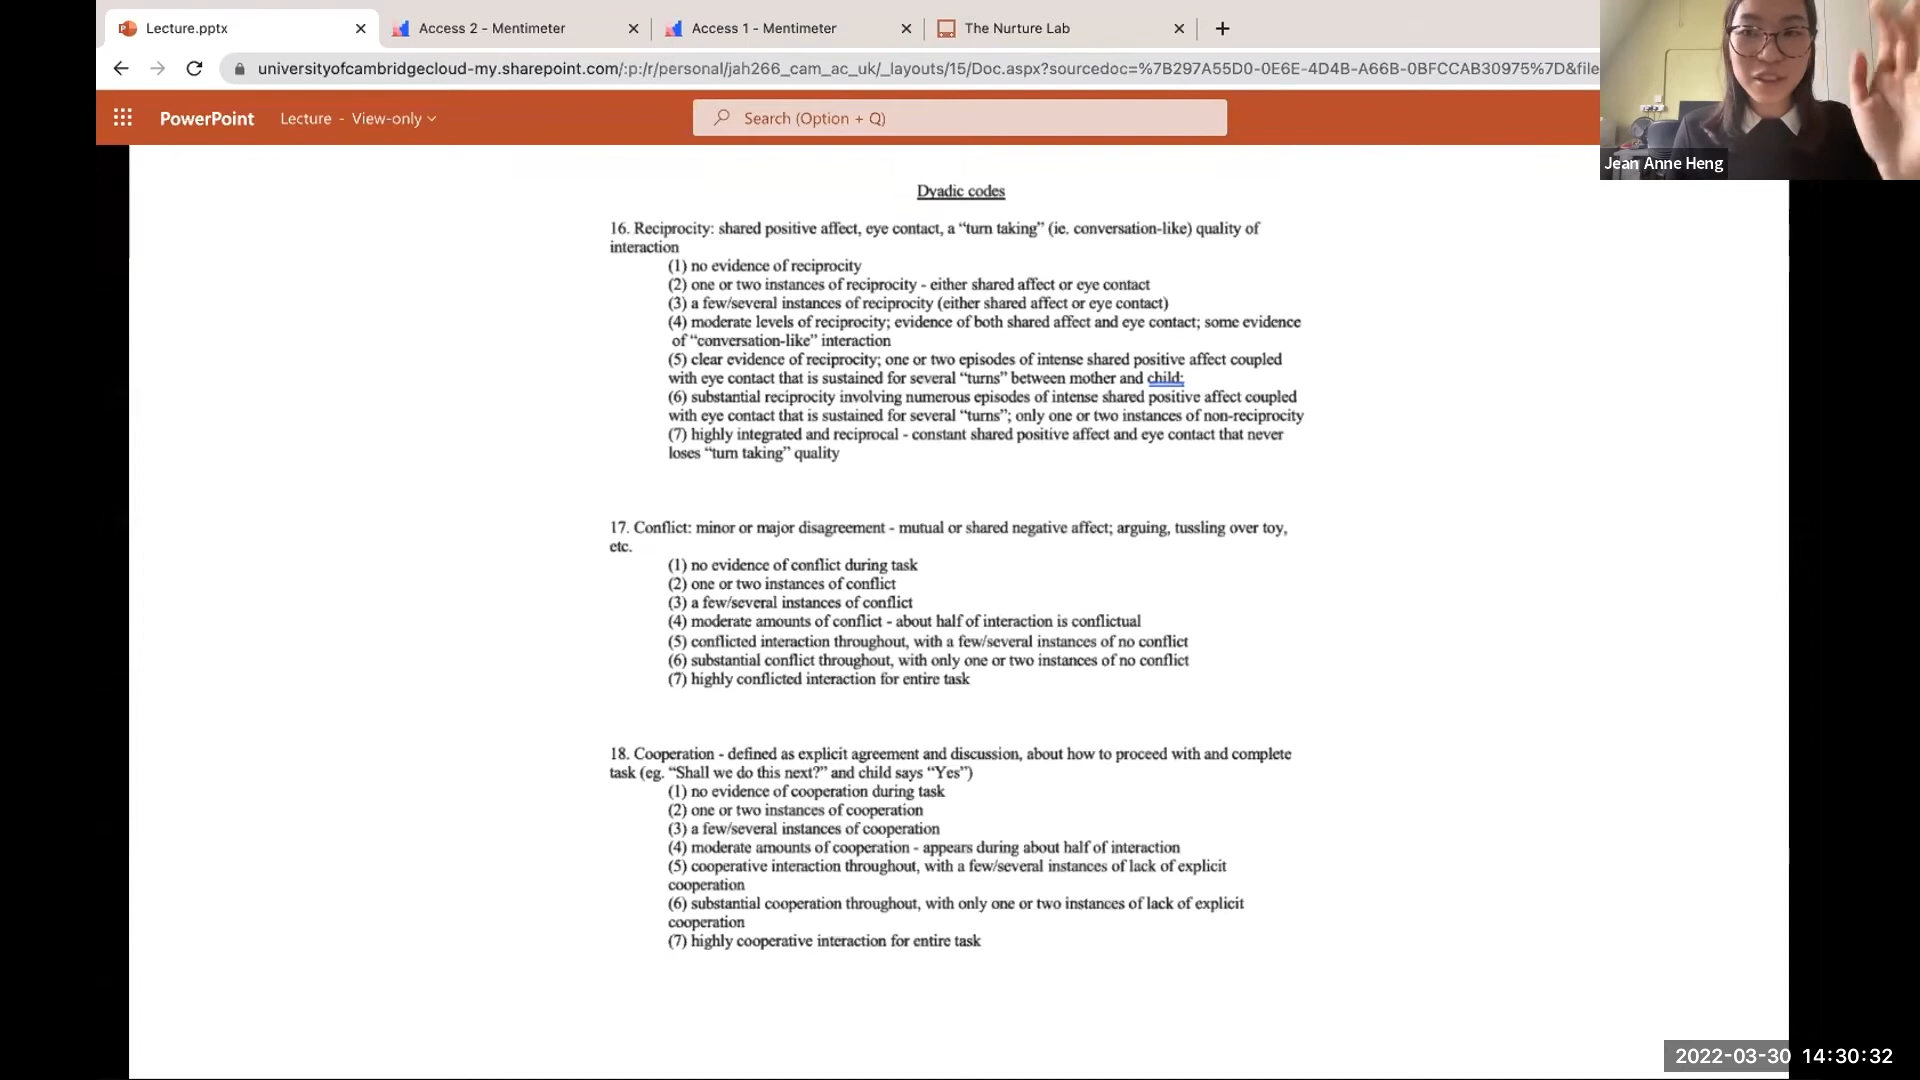 Lecture.pptx
Access 2 - Mentimeter
Access 1 - Mentimeter
The Nurture Lab
universityofcambridgecloud-my.sharepoint.com/:p:/r/personal/jah266_cam_ac_uk/_layouts/15/Doc.aspx?sourcedoc=%7B297A55D0-0E6E-4D4B-A66B-0BFCCAB30975%7D&file
PowerPoint
Lecture - View-only
Search (Option + Q)
Jean Anne Heng
Dyadic codes
16. Reciprocity: shared positive affect, eye contact, a “turn taking” (ie. conversation-like) quality of
interaction
(1) no evidence of reciprocity
(2) one or two instances of reciprocity - either shared affect or eye contact
(3) a few/several instances of reciprocity (either shared affect or eye contact)
(4) moderate levels of reciprocity; evidence of both shared affect and eye contact; some evidence
of “conversation-like” interaction
(5) clear evidence of reciprocity; one or two episodes of intense shared positive affect coupled
with eye contact that is sustained for several “turns” between mother and child;
(6) substantial reciprocity involving numerous episodes of intense shared positive affect coupled
with eye contact that is sustained for several “turns”; only one or two instances of non-reciprocity
(7) highly integrated and reciprocal - constant shared positive affect and eye contact that never
loses “turn taking” quality
17. Conflict: minor or major disagreement - mutual or shared negative affect; arguing, tussling over toy,
etc.
(1) no evidence of conflict during task
(2) one or two instances of conflict
(3) a few/several instances of conflict
(4) moderate amounts of conflict - about half of interaction is conflictual
(5) conflicted interaction throughout, with a few/several instances of no conflict
(6) substantial conflict throughout, with only one or two instances of no conflict
(7) highly conflicted interaction for entire task
18. Cooperation - defined as explicit agreement and discussion, about how to proceed with and complete
task (eg. “Shall we do this next?” and child says “Yes”)
(1) no evidence of cooperation during task
(2) one or two instances of cooperation
(3) a few/several instances of cooperation
(4) moderate amounts of cooperation - appears during about half of interaction
(5) cooperative interaction throughout, with a few/several instances of lack of explicit
cooperation
(6) substantial cooperation throughout, with only one or two instances of lack of explicit
cooperation
(7) highly cooperative interaction for entire task
2022-03-30 14:30:32